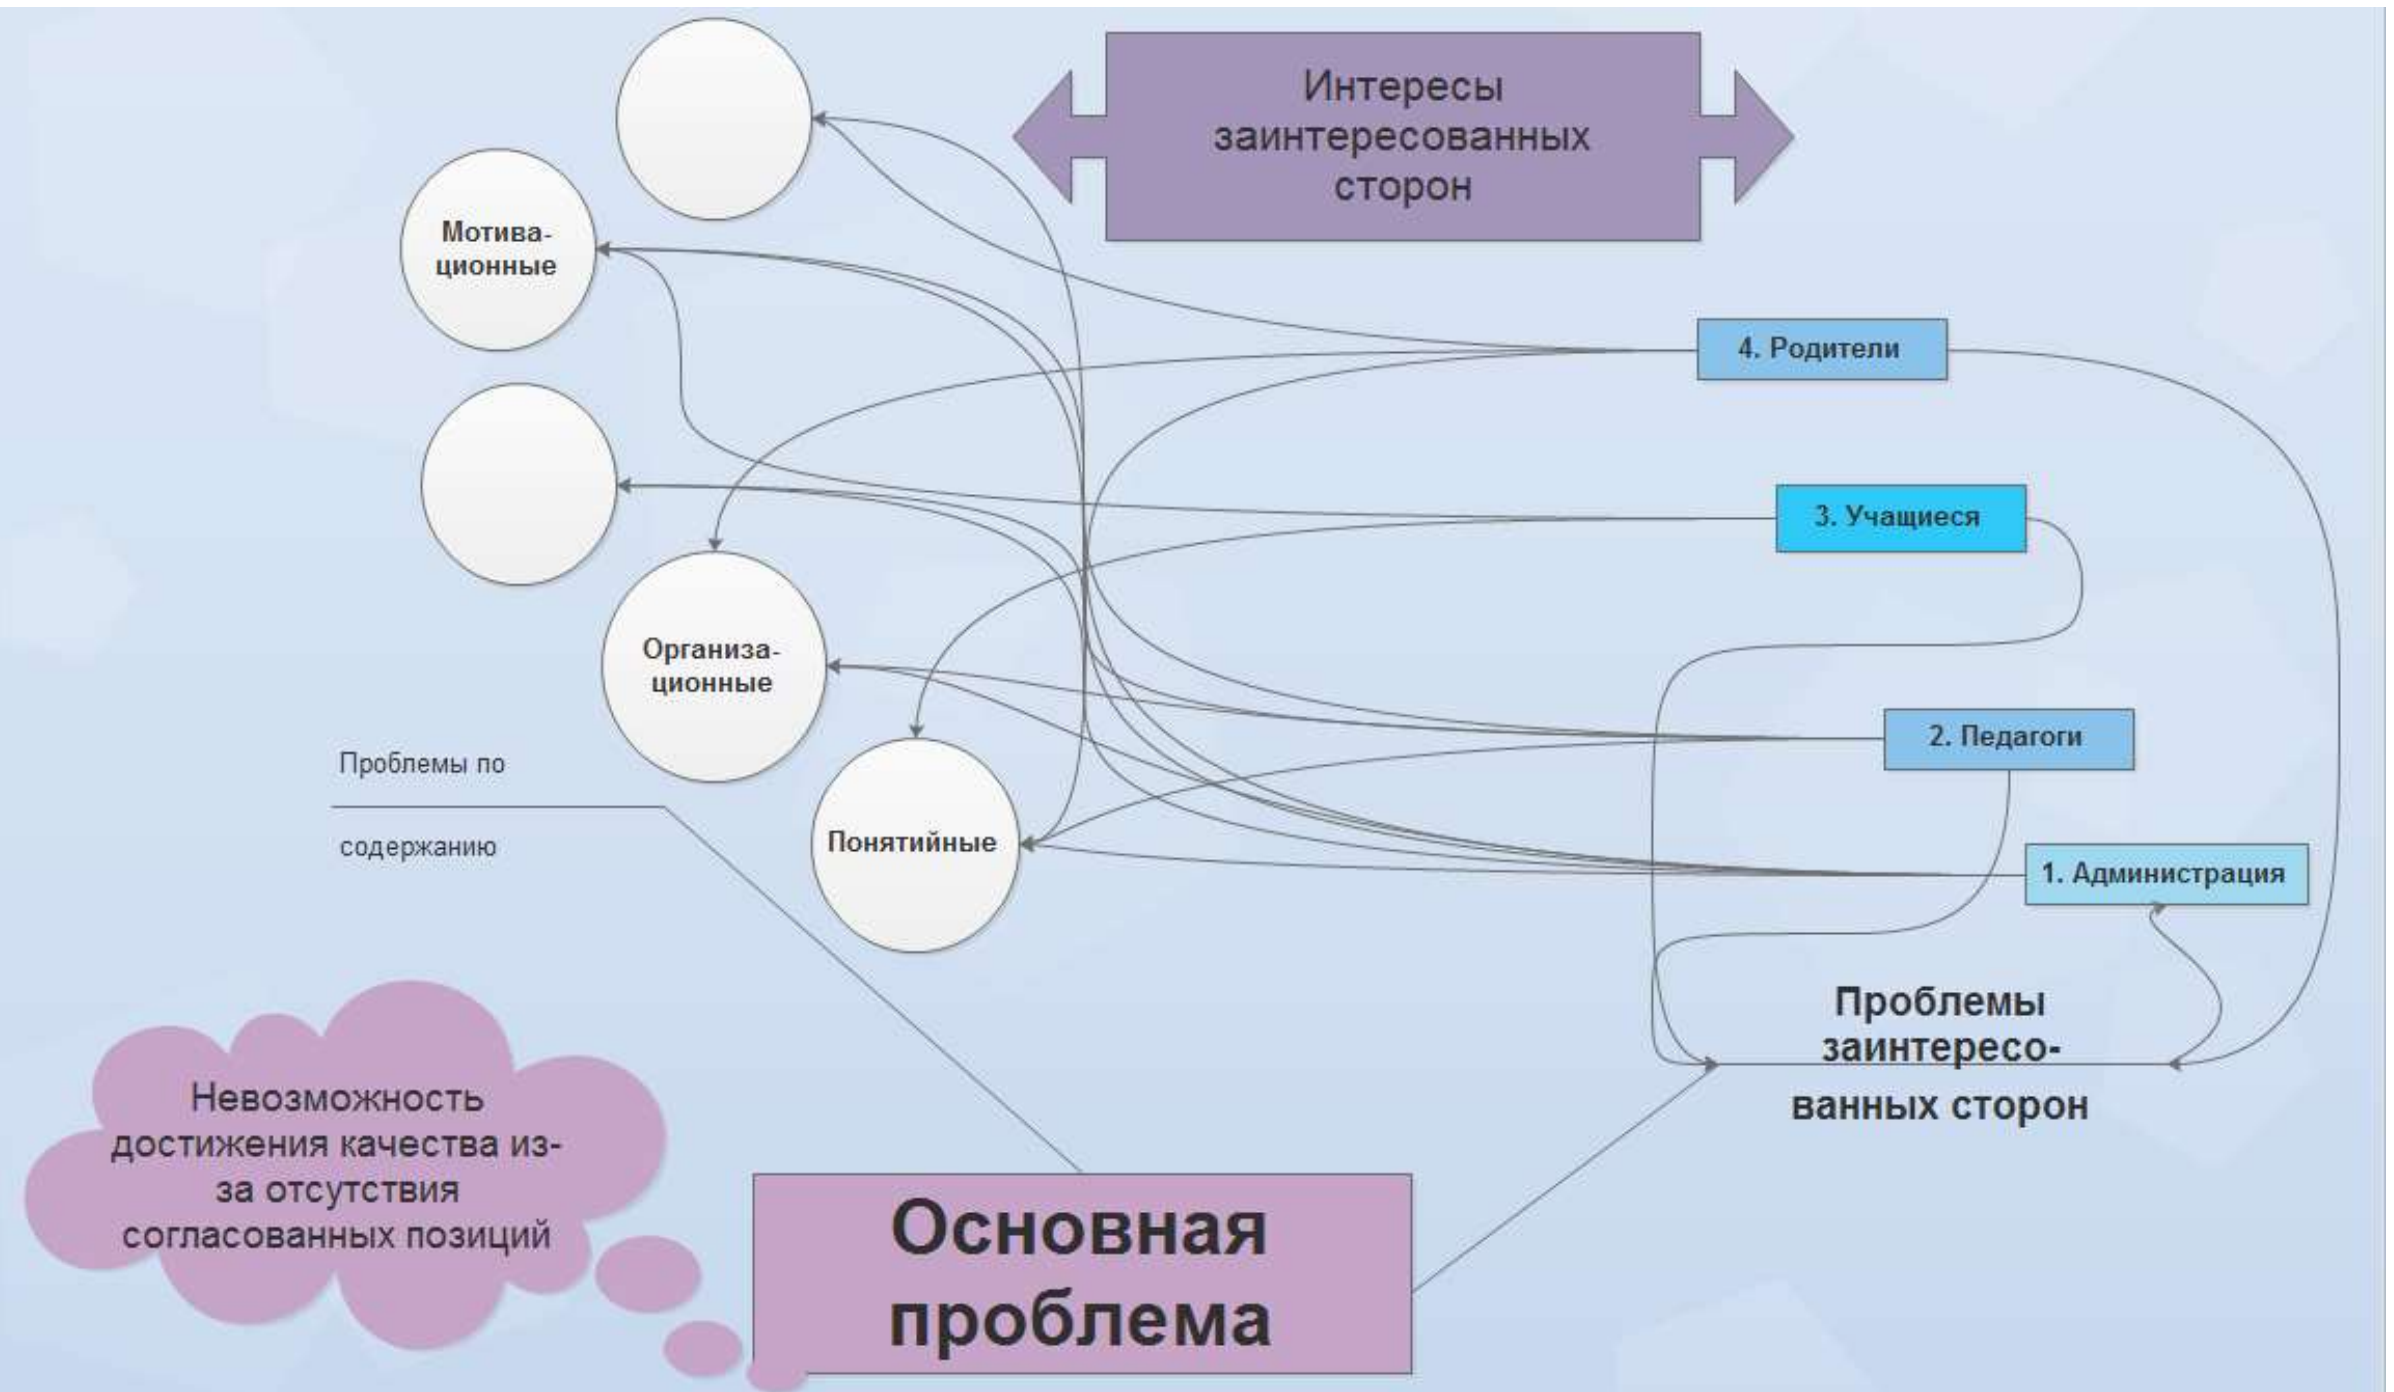 Интересы
заинтересованных
сторон
Мотива-
ционные
4. Родители
3. Учащиеся
Организа-
ционные
2. Педагоги
Проблемы по
содержанию
Понятийные
1. Администрация
Проблемы
заинтересо-
ванных сторон
Невозможность
достижения качества из-
за отсутствия
согласованных позиций
Основная
проблема